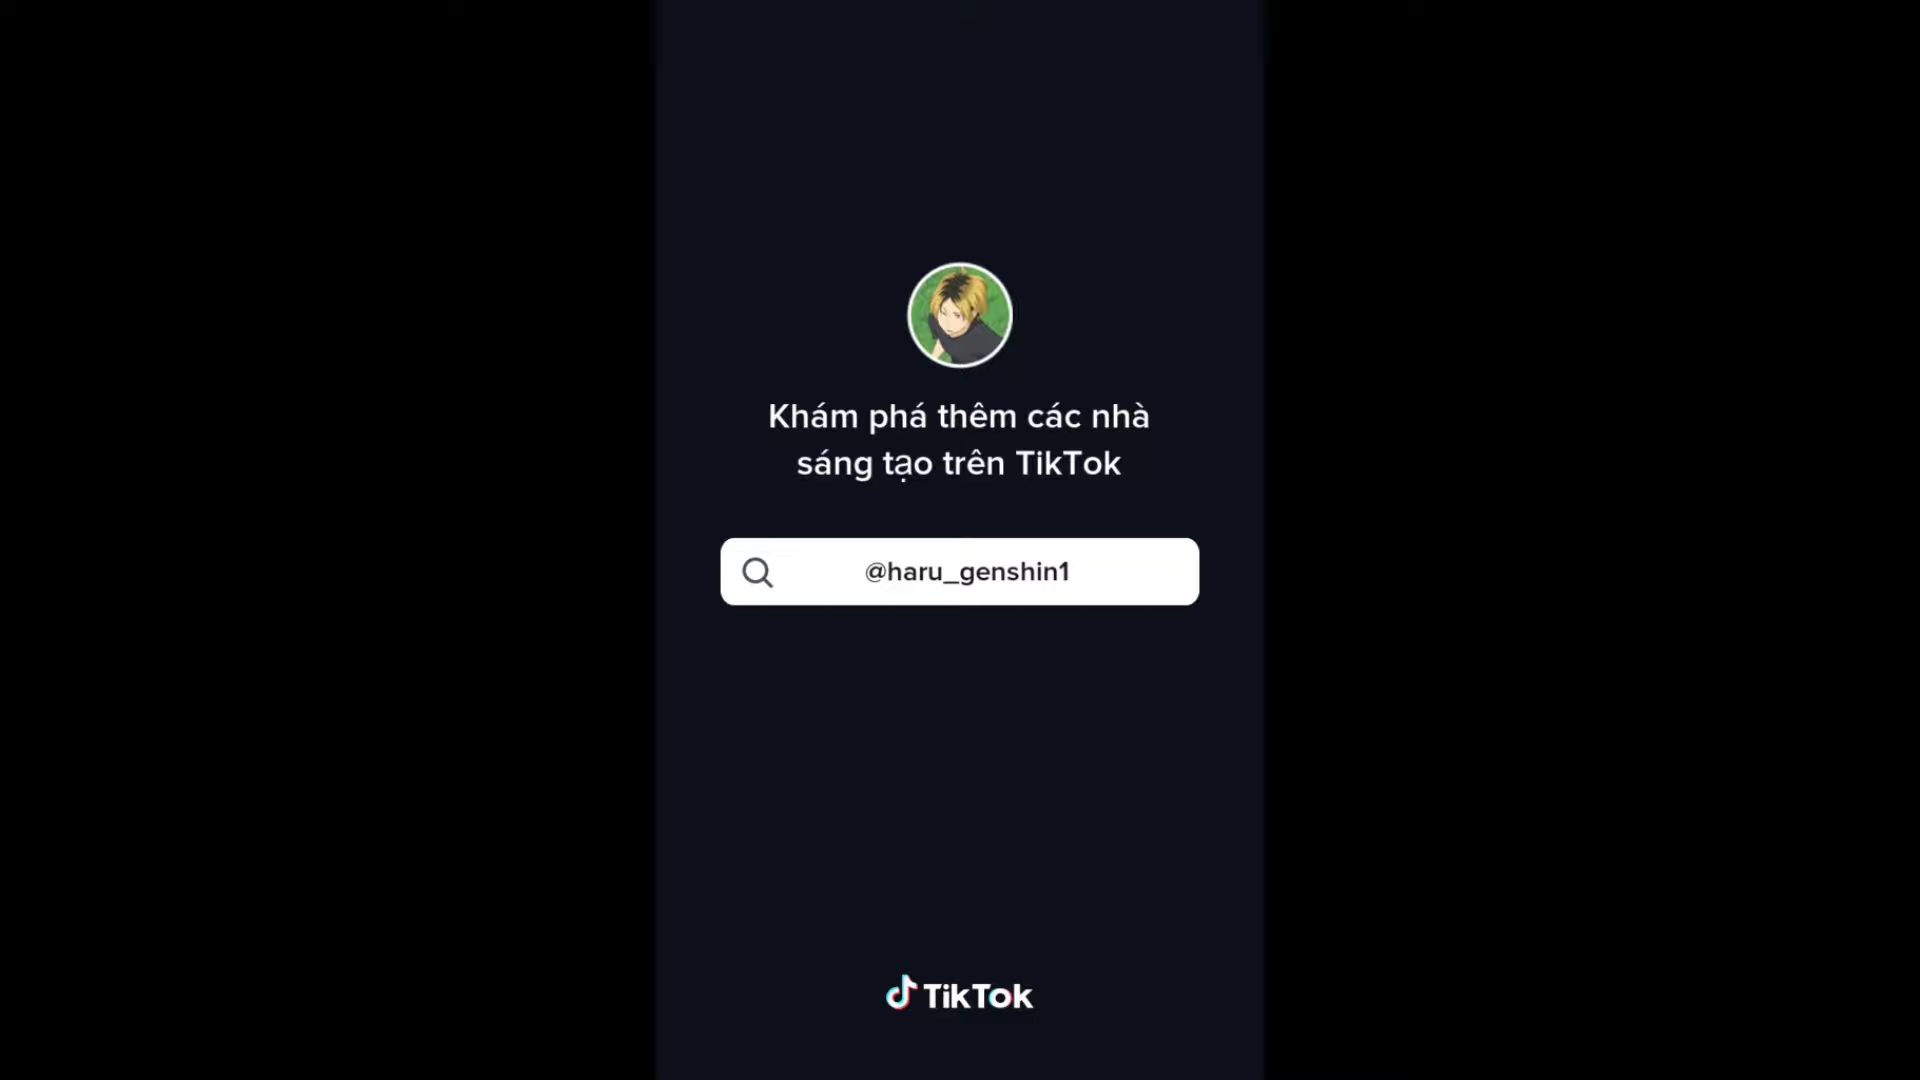 Khám phá thêm các nhà
sáng tạo trên TikTok
@haru_genshin1
TikTok